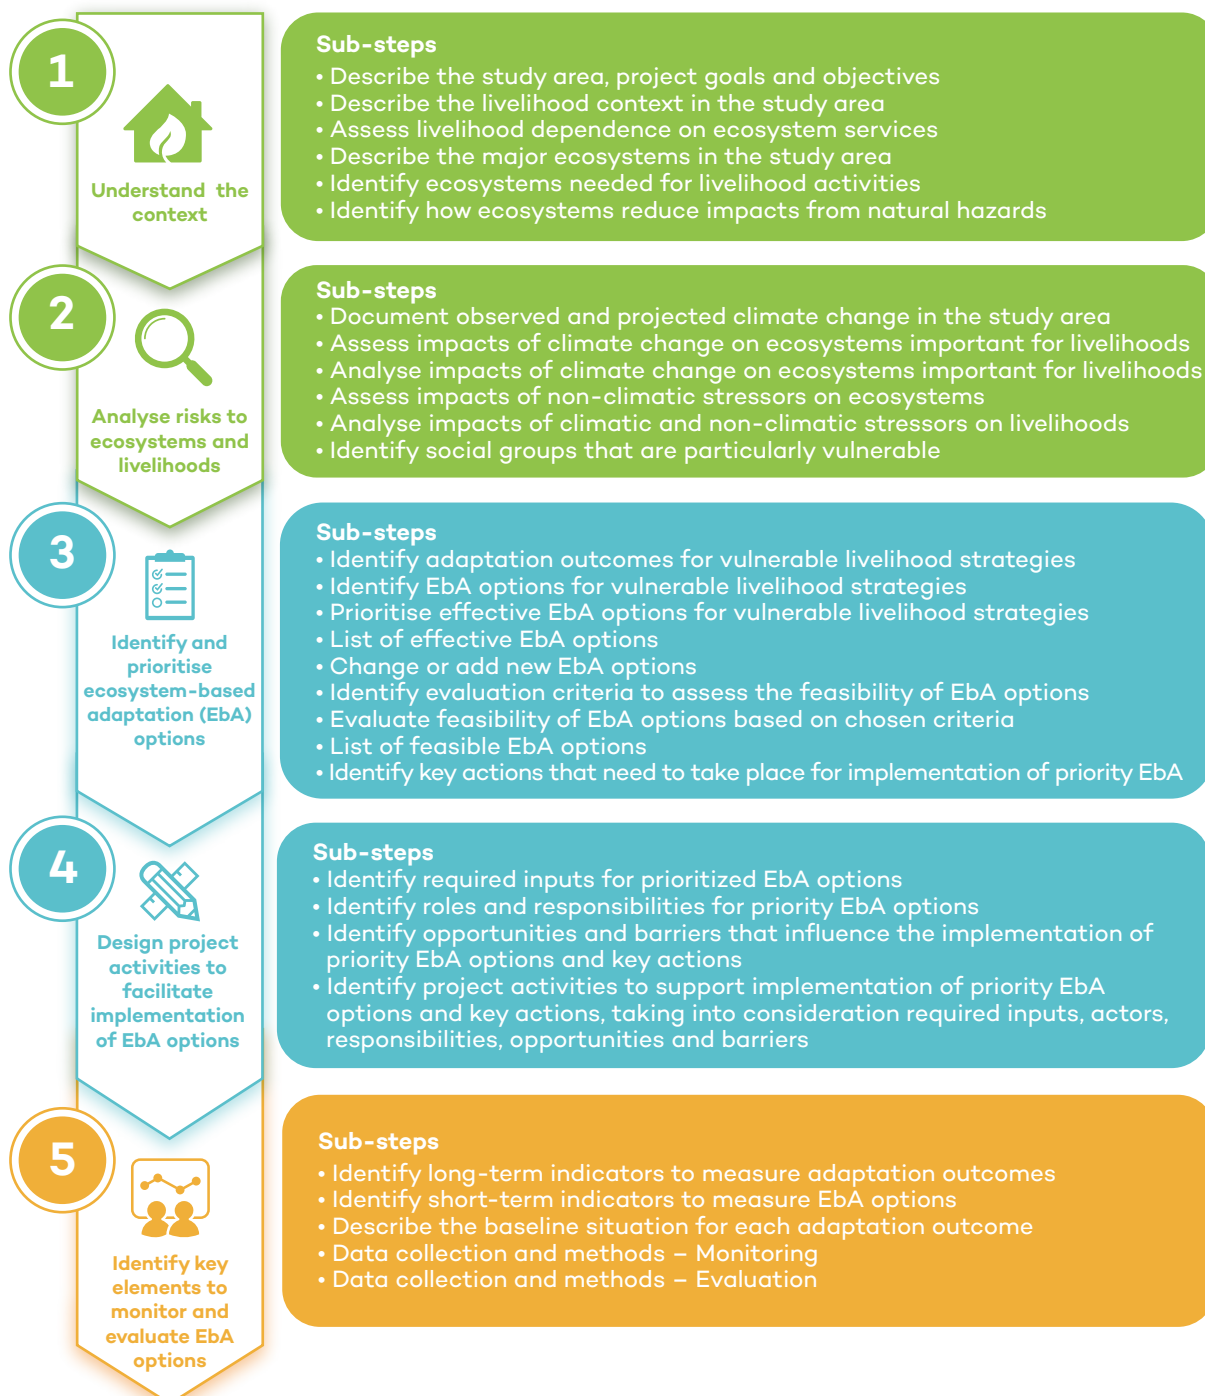 1
Understand the
context
Sub-steps
• Describe the study area, project goals and objectives
• Describe the livelihood context in the study area
• Assess livelihood dependence on ecosystem services
• Describe the major ecosystems in the study area
• Identify ecosystems needed for livelihood activities
• Identify how ecosystems reduce impacts from natural hazards
2
Analyse risks to
ecosystems and
livelihoods
Sub-steps
• Document observed and projected climate change in the study area
• Assess impacts of climate change on ecosystems important for livelihoods
• Analyse impacts of climate change on ecosystems important for livelihoods
• Assess impacts of non-climatic stressors on ecosystems
• Analyse impacts of climatic and non-climatic stressors on livelihoods
• Identify social groups that are particularly vulnerable
3
Identify and
prioritise
ecosystem-based
adaptation (EbA)
options
Sub-steps
• Identify adaptation outcomes for vulnerable livelihood strategies
• Identify EbA options for vulnerable livelihood strategies
• Prioritise effective EbA options for vulnerable livelihood strategies
• List of effective EbA options
• Change or add new EbA options
• Identify evaluation criteria to assess the feasibility of EbA options
• Evaluate feasibility of EbA options based on chosen criteria
• List of feasible EbA options
• Identify key actions that need to take place for implementation of priority EbA
4
Design project
activities to
facilitate
implementation
of EbA options
Sub-steps
• Identify required inputs for prioritized EbA options
• Identify roles and responsibilities for priority EbA options
• Identify opportunities and barriers that influence the implementation of
priority EbA options and key actions
• Identify project activities to support implementation of priority EbA
options and key actions, taking into consideration required inputs, actors,
responsibilities, opportunities and barriers
5
Identify key
elements to
monitor and
evaluate EbA
options
Sub-steps
• Identify long-term indicators to measure adaptation outcomes
• Identify short-term indicators to measure EbA options
• Describe the baseline situation for each adaptation outcome
• Data collection and methods – Monitoring
• Data collection and methods – Evaluation